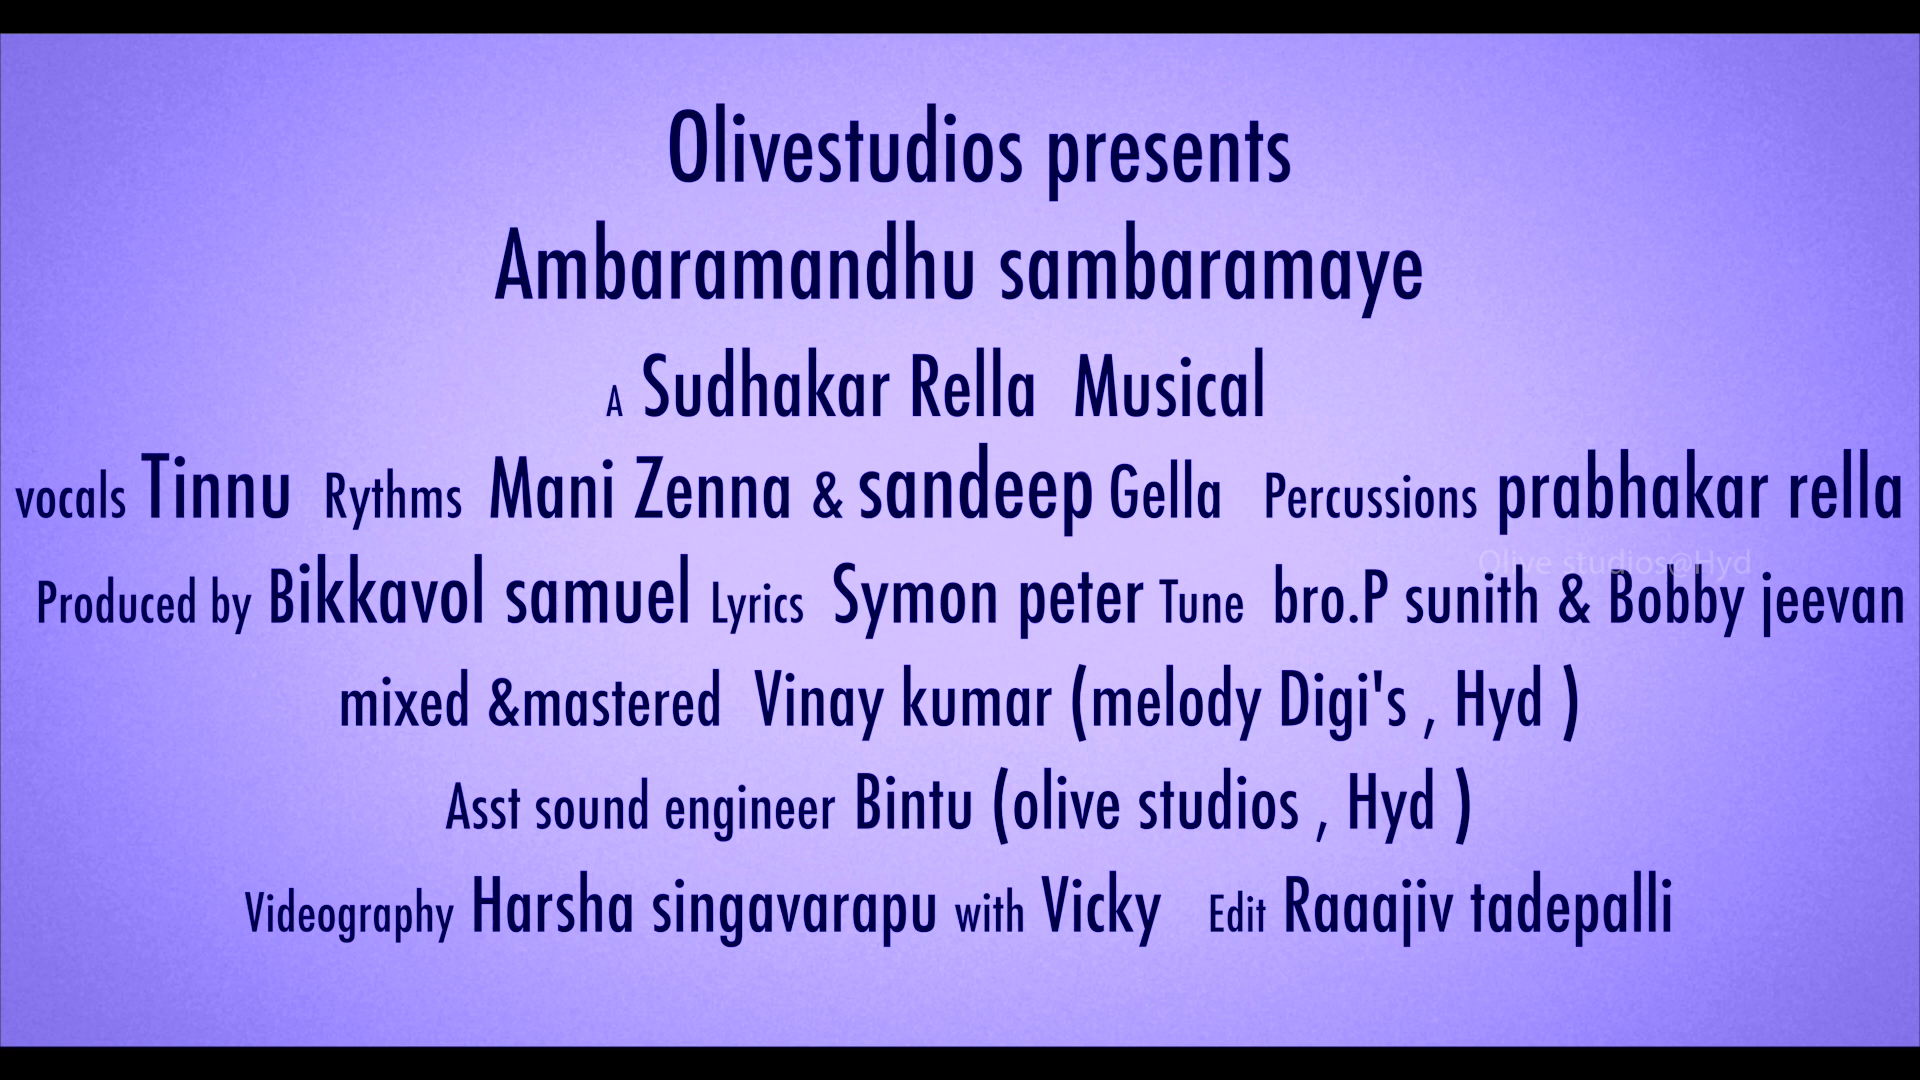 Olivestudios presents
Ambaramandhu sambaramaye
A Sudhakar Rella Musical
vocals Tinnu Rythms Mani Zenna & sandeep Gella Percussions prabhakar rella
Olive studios@Hyd
Produced by Bikkavol samuel Lyrics Symon peter Tune bro.P sunith & Bobby jeevan
mixed &mastered Vinay kumar (melody Digi's , Hyd )
Asst sound engineer Bintu (olive studios , Hyd )
Videography Harsha singavarapu with Vicky Edit Raaajiv tadepalli